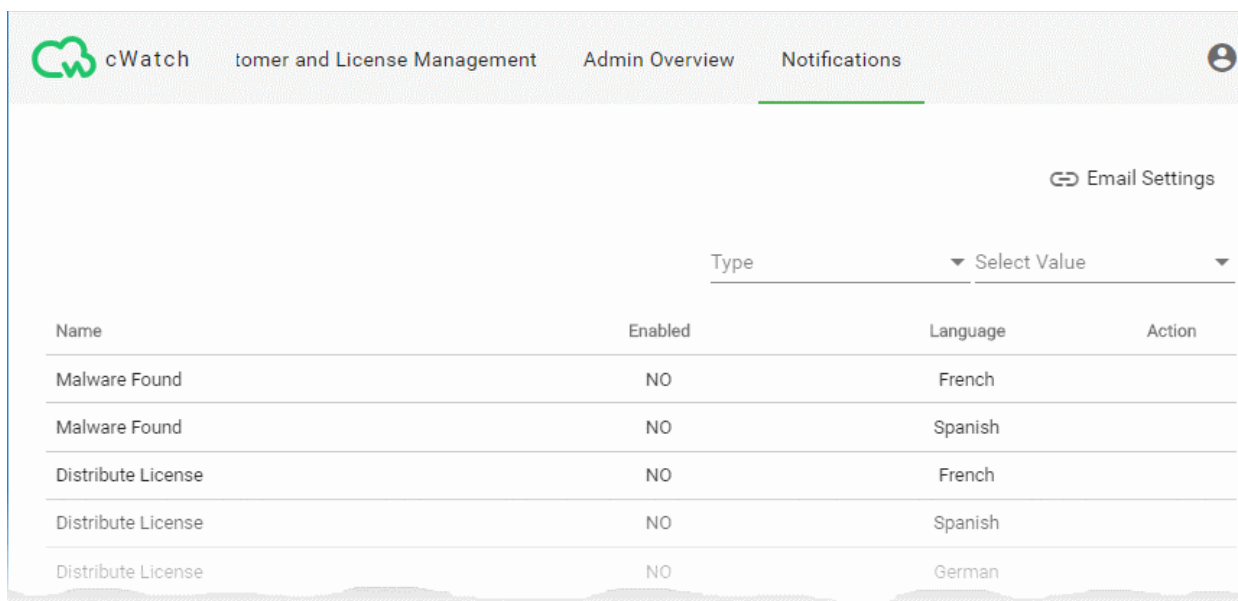 cWatch tomer and License Management Admin Overview Notifications
Email Settings
Type Select Value
Name Enabled Language Action
Malware Found NO French
Malware Found NO Spanish
Distribute License NO French
Distribute License NO Spanish
Distribute License NO German